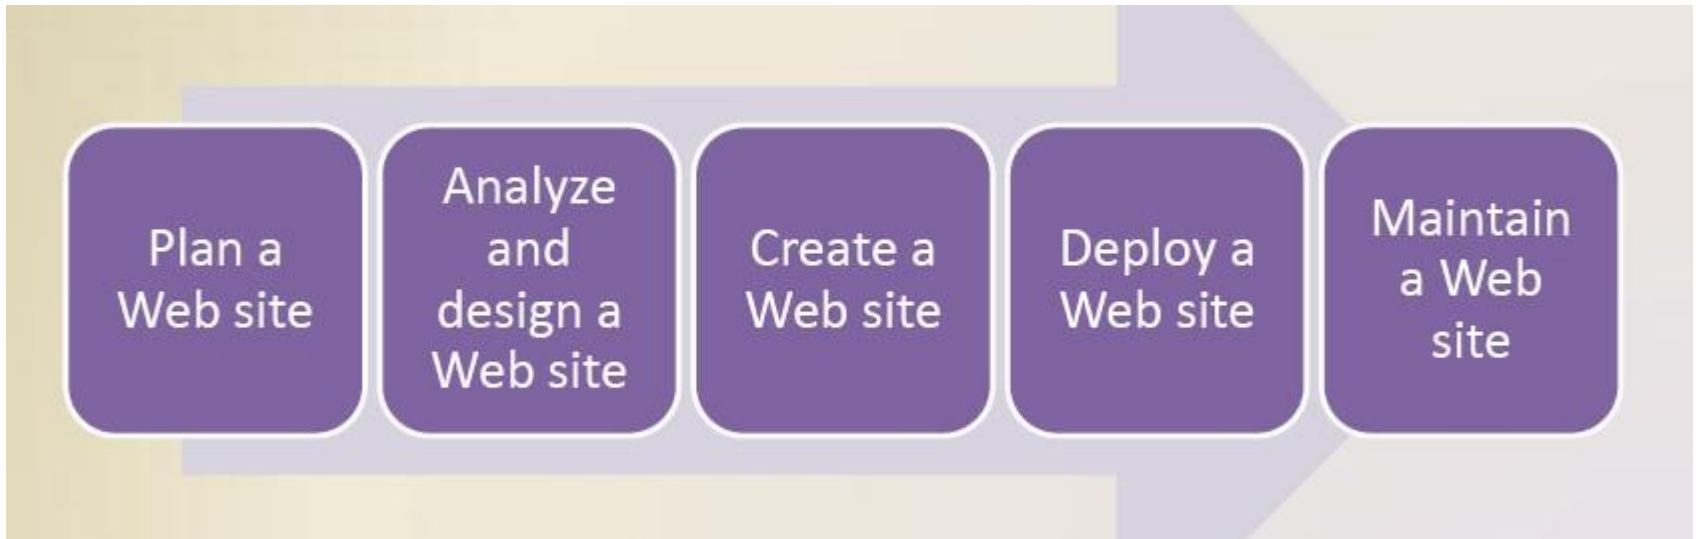 Plan a
Web site
Analyze
and
design a
Web site
Create a
Web site
Deploy a
Web site
Maintain
a Web
site